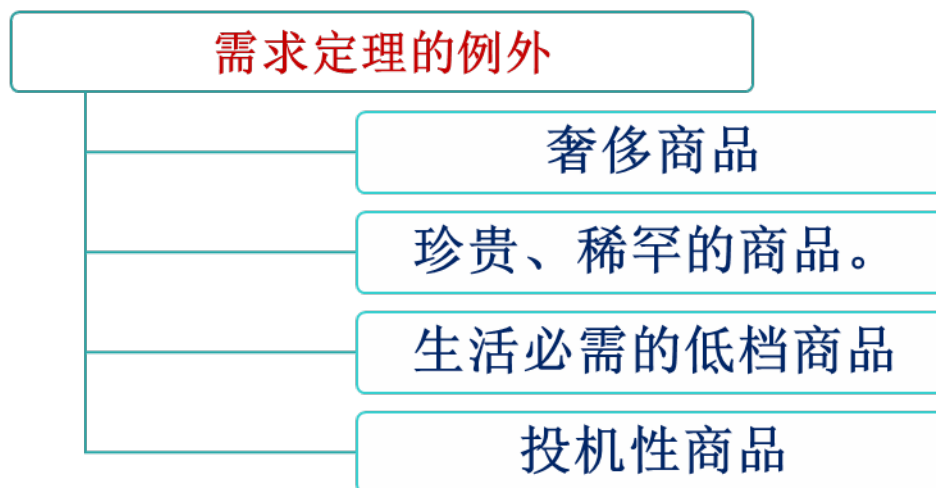 需求定理的例外
奢侈商品
珍贵、稀罕的商品。
生活必需的低档商品
投机性商品